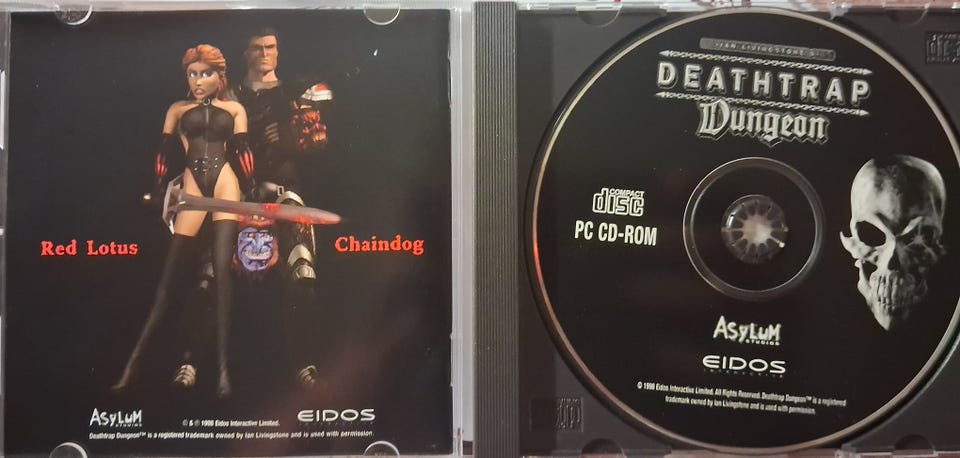 Red Lotus
Chaindog
ASYLUM
STUDIOS
© & ℗ 1998 Eidos Interactive Limited.
EIDOS
Deathtrap Dungeon™ is a registered trademark owned by Ian Livingstone and is used with permission.
IAN LIVINGSTONE
DEATHTRAP
Dungeon
COMPACT
disc
PC CD-ROM
ASYLUM
STUDIOS
EIDOS
INTERACTIVE
© 1998 Eidos Interactive Limited. All Rights Reserved. Deathtrap Dungeon™ is a registered
trademark owned by Ian Livingstone and is used with permission.